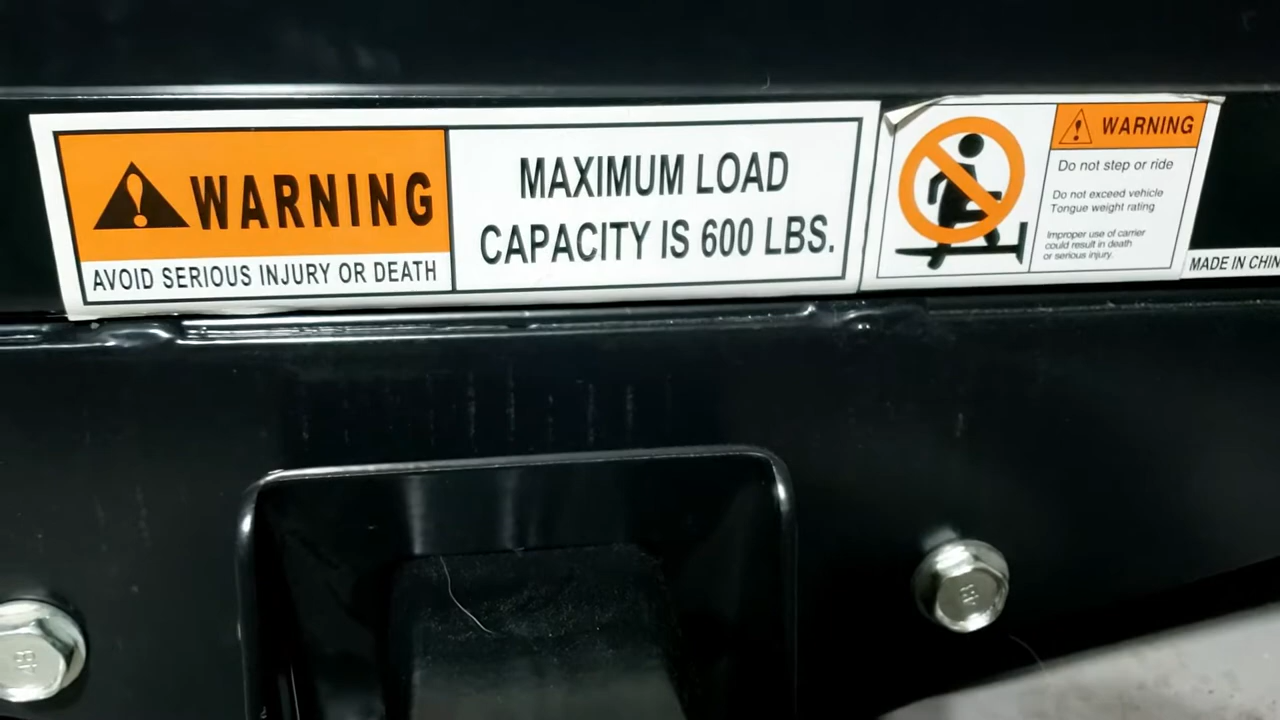 WARNING
AVOID SERIOUS INJURY OR DEATH
MAXIMUM LOAD
CAPACITY IS 600 LBS.
WARNING
Do not step or ride
Do not exceed vehicle
Tongue weight rating
Improper use of carrier
could result in death
or serious injury.
MADE IN CHIN